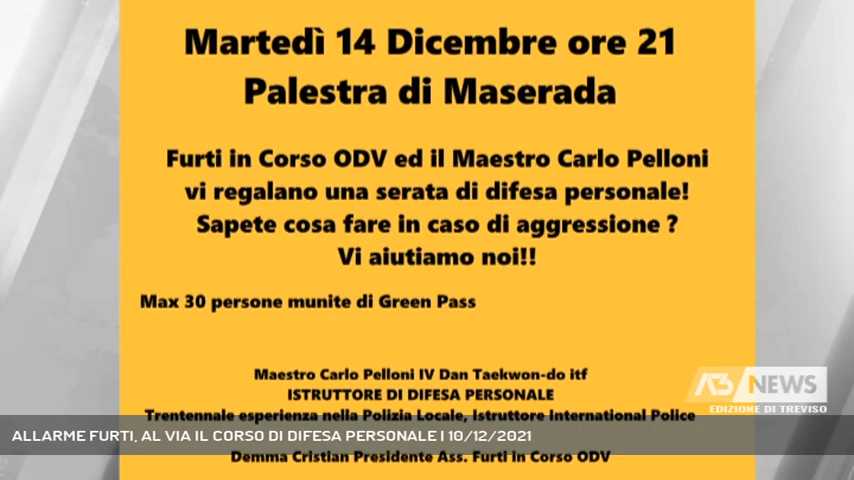 Martedì 14 Dicembre ore 21
Palestra di Maserada
Furti in Corso ODV ed il Maestro Carlo Pelloni
vi regalano una serata di difesa personale!
Sapete cosa fare in caso di aggressione ?
Vi aiutiamo noi!!
Max 30 persone munite di Green Pass
Maestro Carlo Pelloni IV Dan Taekwon-do itf
ISTRUTTORE DI DIFESA PERSONALE
Trentennale esperienza nella Polizia Locale, Istruttore International Police
A3 NEWS
EDIZIONE DI TREVISO
ALLARME FURTI, AL VIA IL CORSO DI DIFESA PERSONALE | 10/12/2021
Demma Cristian Presidente Ass. Furti in Corso ODV